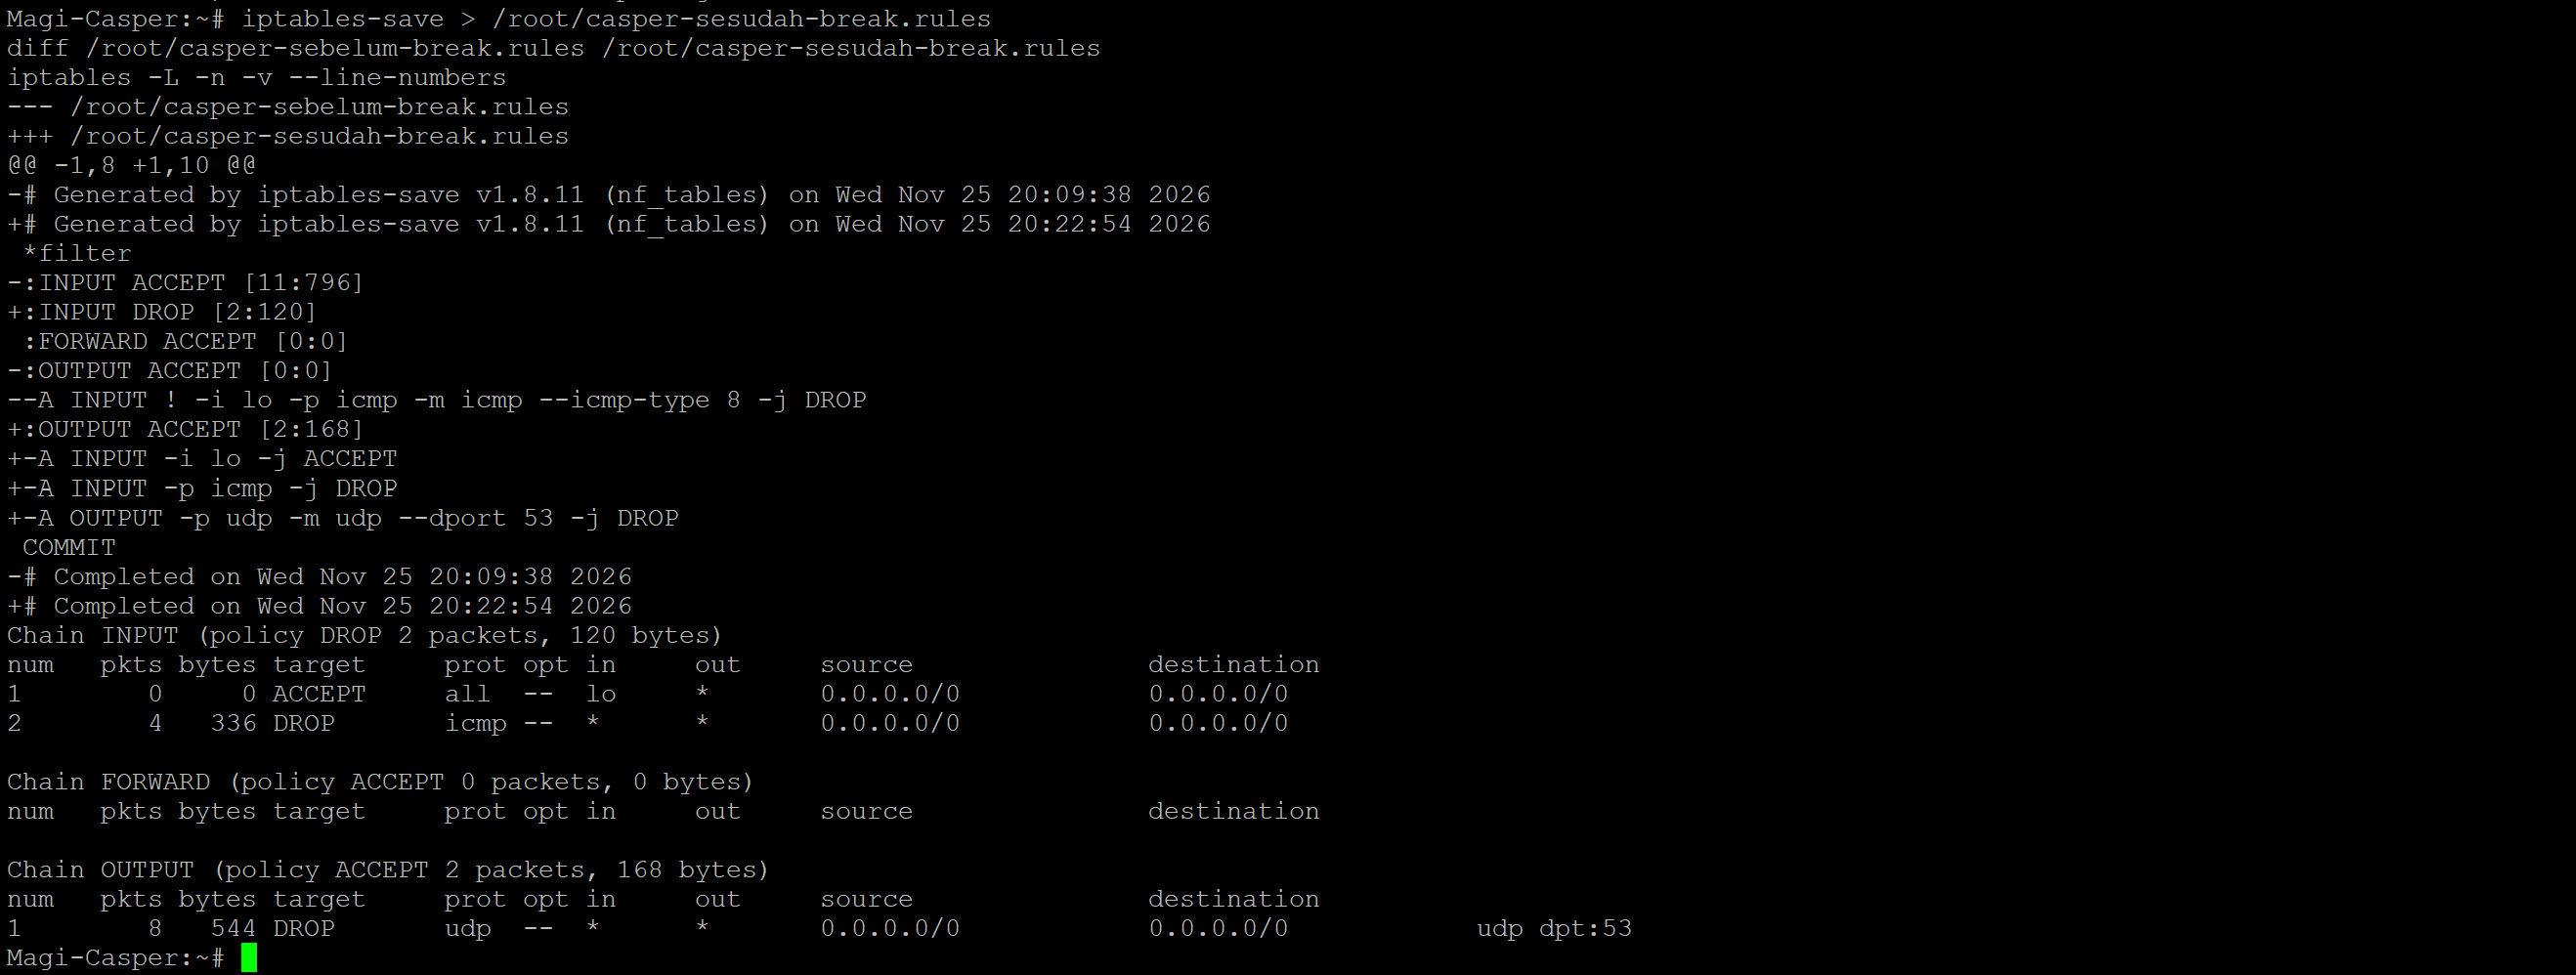 Magi-Casper:~# iptables-save > /root/casper-sesudah-break.rules
diff /root/casper-sebelum-break.rules /root/casper-sesudah-break.rules
iptables -L -n -v --line-numbers
--- /root/casper-sebelum-break.rules
+++ /root/casper-sesudah-break.rules
@@ -1,8 +1,10 @@
-# Generated by iptables-save v1.8.11 (nf_tables) on Wed Nov 25 20:09:38 2026
+# Generated by iptables-save v1.8.11 (nf_tables) on Wed Nov 25 20:22:54 2026
 *filter
-:INPUT ACCEPT [11:796]
+:INPUT DROP [2:120]
 :FORWARD ACCEPT [0:0]
-:OUTPUT ACCEPT [0:0]
--A INPUT ! -i lo -p icmp -m icmp --icmp-type 8 -j DROP
+:OUTPUT ACCEPT [2:168]
+-A INPUT -i lo -j ACCEPT
+-A INPUT -p icmp -j DROP
+-A OUTPUT -p udp -m udp --dport 53 -j DROP
 COMMIT
-# Completed on Wed Nov 25 20:09:38 2026
+# Completed on Wed Nov 25 20:22:54 2026
Chain INPUT (policy DROP 2 packets, 120 bytes)
num   pkts bytes target     prot opt in     out     source               destination
1        0     0 ACCEPT     all  --  lo     *       0.0.0.0/0            0.0.0.0/0
2        4   336 DROP       icmp --  *      *       0.0.0.0/0            0.0.0.0/0

Chain FORWARD (policy ACCEPT 0 packets, 0 bytes)
num   pkts bytes target     prot opt in     out     source               destination

Chain OUTPUT (policy ACCEPT 2 packets, 168 bytes)
num   pkts bytes target     prot opt in     out     source               destination
1        8   544 DROP       udp  --  *      *       0.0.0.0/0            0.0.0.0/0            udp dpt:53
Magi-Casper:~#